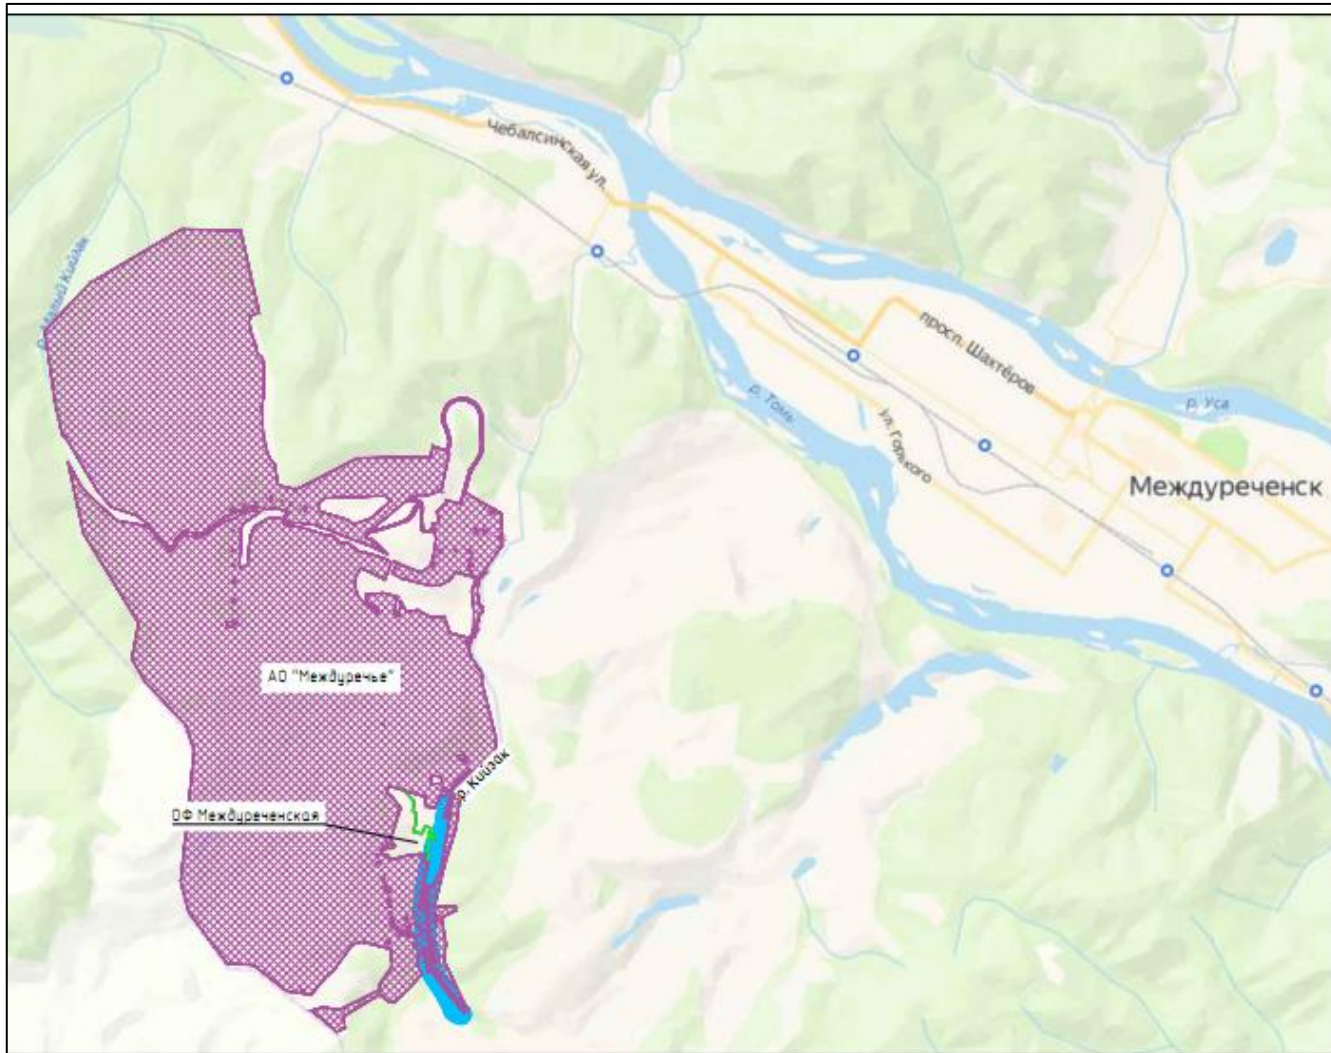 Чебалсинская ул.
р. Малый Кийзак
просп. Шахтёров
р. Томь
р. Уса
ул. Горького
Междуреченск
АО "Междуречье"
р. Кийзак
ОФ Междуреченская